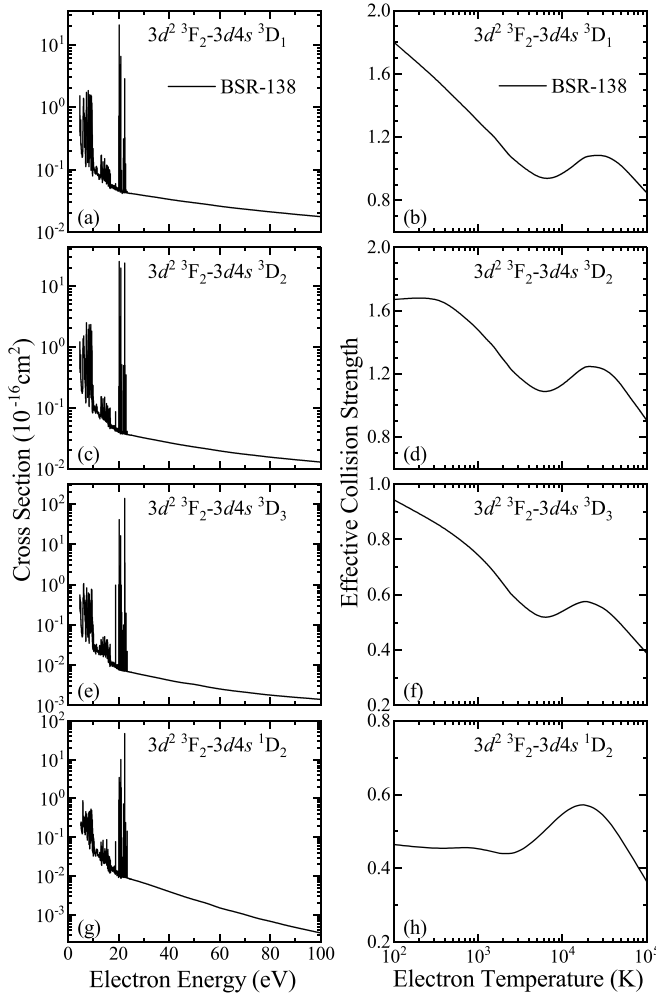 3d² ³F₂-3d4s ³D₁
BSR-138
10¹
10⁰
10⁻¹
10⁻²
(a)
3d² ³F₂-3d4s ³D₁
BSR-138
2.0
1.6
1.2
0.8
(b)
3d² ³F₂-3d4s ³D₂
10¹
10⁰
10⁻¹
10⁻²
(c)
3d² ³F₂-3d4s ³D₂
2.0
1.6
1.2
0.8
(d)
Cross Section (10⁻¹⁶cm²)
Effective Collision Strength
3d² ³F₂-3d4s ³D₃
10²
10¹
10⁰
10⁻¹
10⁻²
10⁻³
(e)
3d² ³F₂-3d4s ³D₃
1.0
0.8
0.6
0.4
0.2
(f)
3d² ³F₂-3d4s ¹D₂
10²
10¹
10⁰
10⁻¹
10⁻²
10⁻³
(g)
0 20 40 60 80 100
Electron Energy (eV)
3d² ³F₂-3d4s ¹D₂
0.8
0.6
0.4
0.2
(h)
10² 10³ 10⁴ 10⁵
Electron Temperature (K)